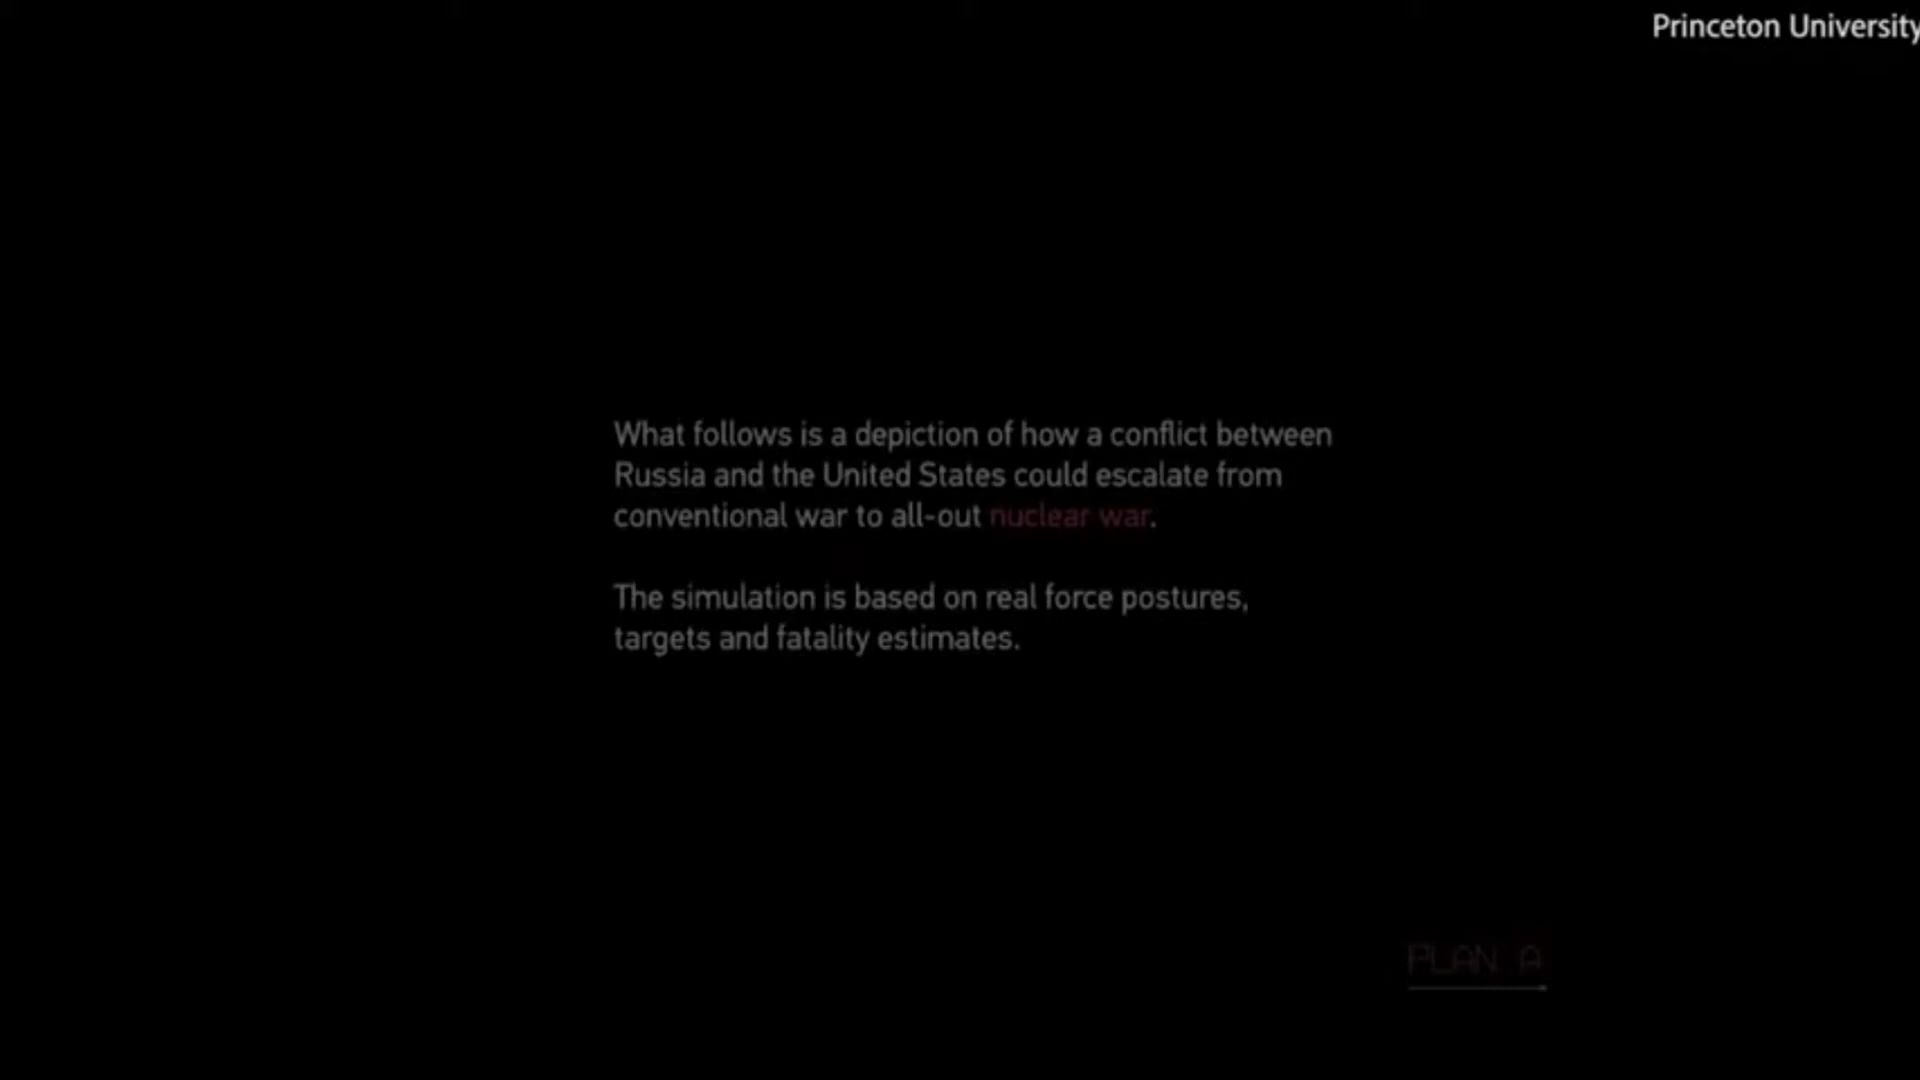 Princeton University
What follows is a depiction of how a conflict between
Russia and the United States could escalate from
conventional war to all-out nuclear war.
The simulation is based on real force postures,
targets and fatality estimates.
PLAN A